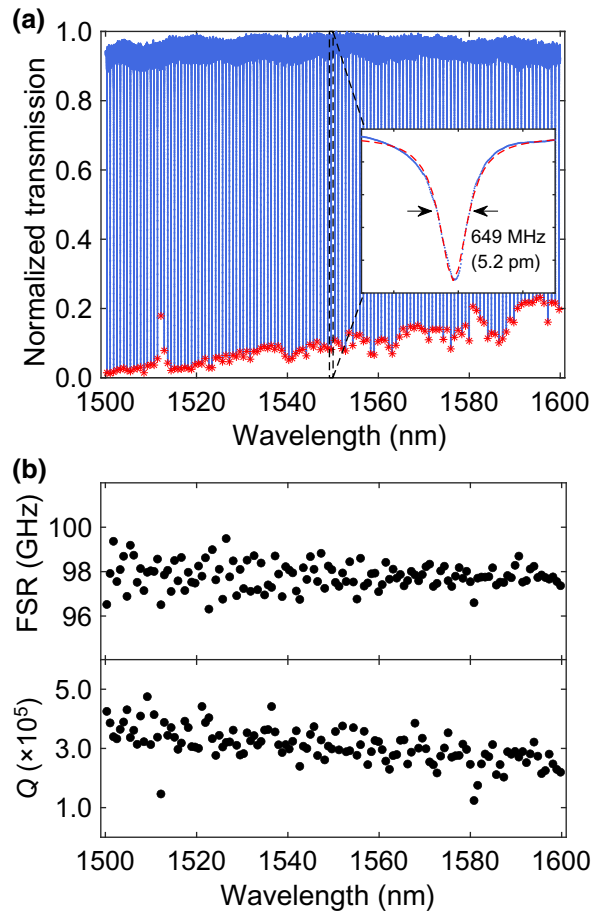 (a)
Normalized transmission
1.0
0.8
0.6
0.4
0.2
0.0
649 MHz
(5.2 pm)
1500 1520 1540 1560 1580 1600
Wavelength (nm)
(b)
FSR (GHz)
100
98
96
Q (×10⁵)
5.0
3.0
1.0
1500 1520 1540 1560 1580 1600
Wavelength (nm)